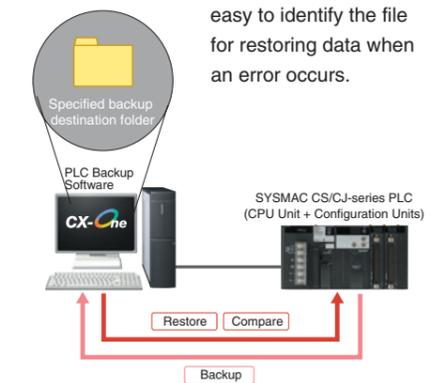 easy to identify the file
for restoring data when
an error occurs.
Specified backup
destination folder
PLC Backup
Software
CX-One
SYSMAC CS/CJ-series PLC
(CPU Unit + Configuration Units)
Restore
Compare
Backup